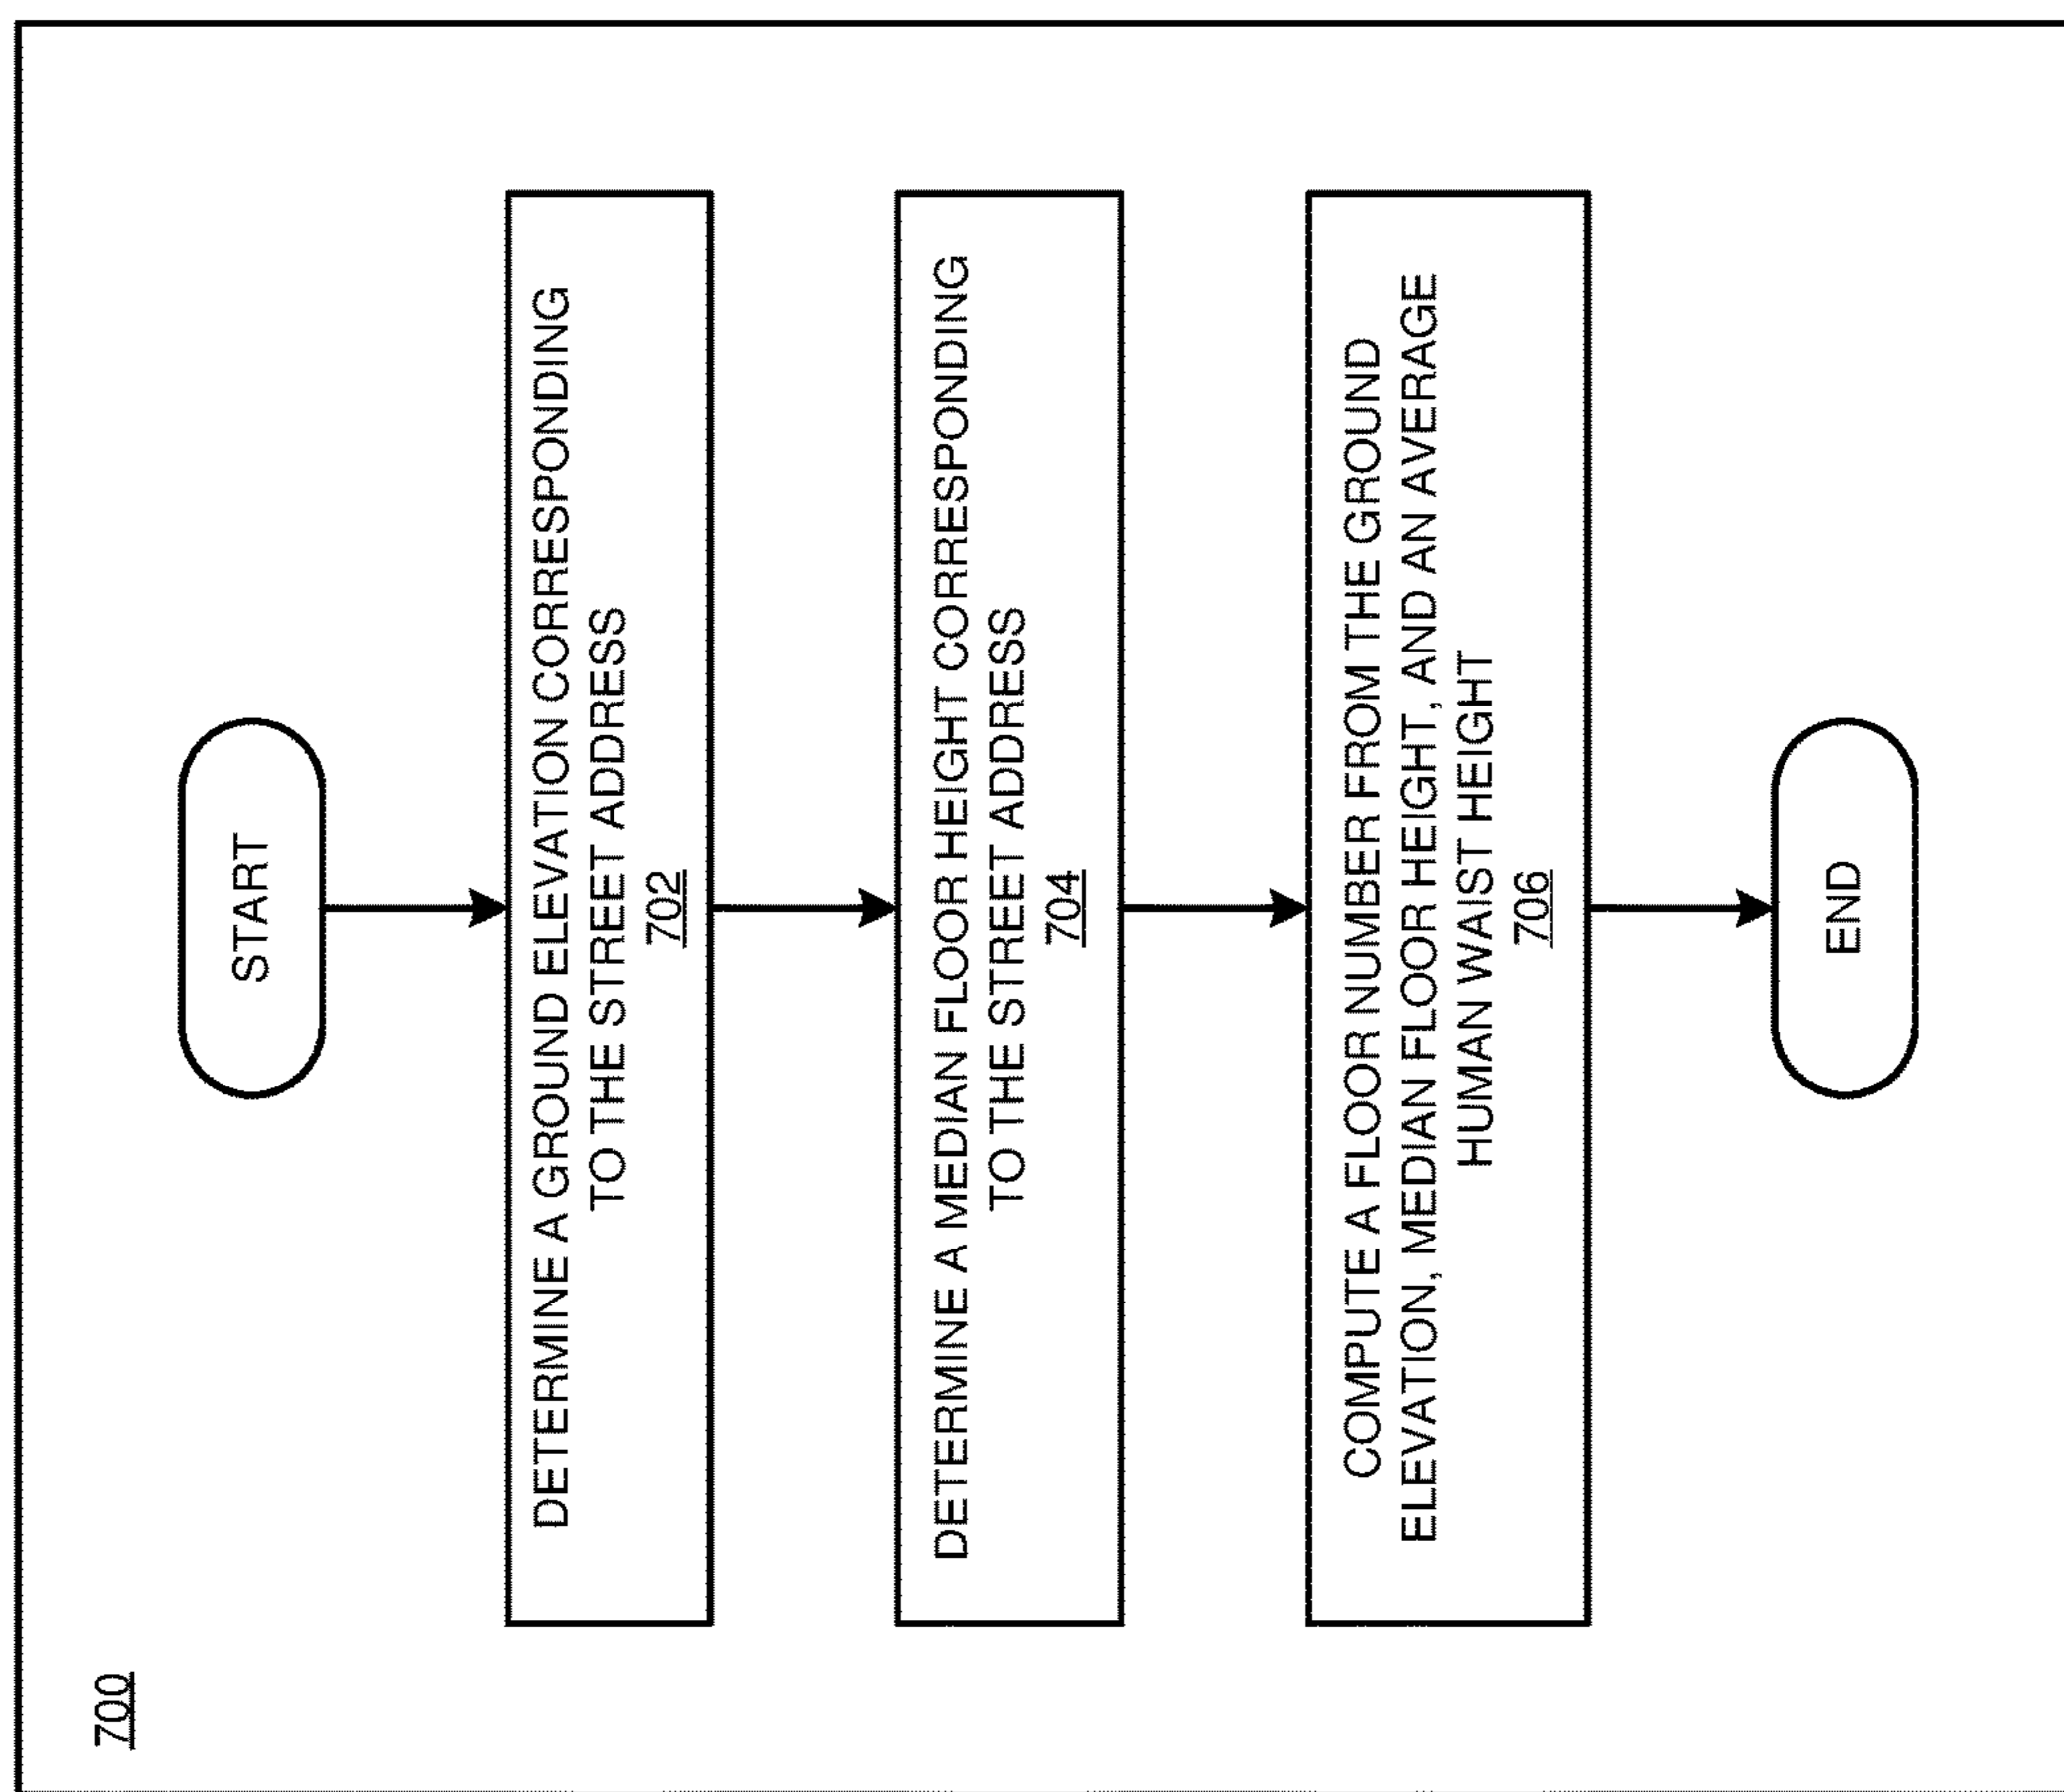 700
START
DETERMINE A GROUND ELEVATION CORRESPONDING
TO THE STREET ADDRESS
702
DETERMINE A MEDIAN FLOOR HEIGHT CORRESPONDING
TO THE STREET ADDRESS
704
COMPUTE A FLOOR NUMBER FROM THE GROUND
ELEVATION, MEDIAN FLOOR HEIGHT, AND AN AVERAGE
HUMAN WAIST HEIGHT
706
END